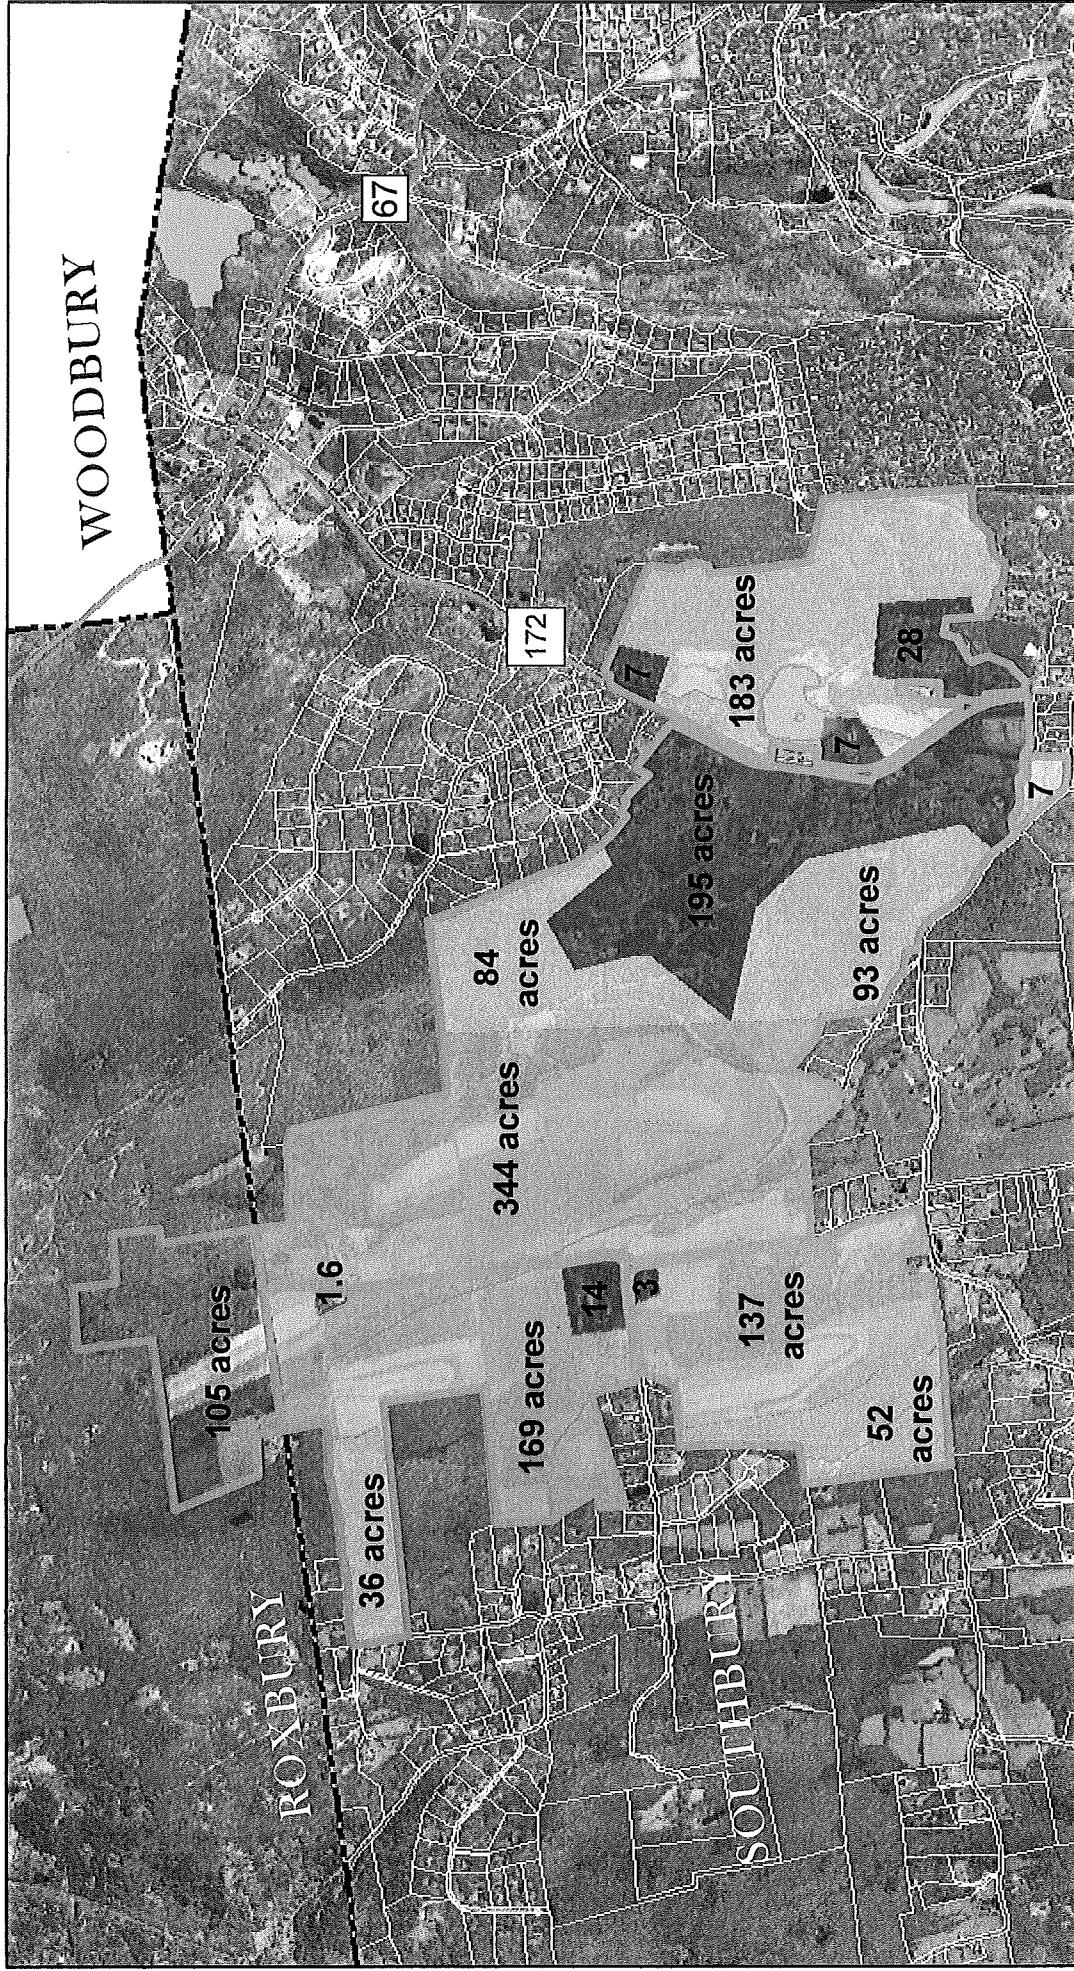 WOODBURY
67
172
ROXBURY
105 acres
1.6
36 acres
344 acres
84
acres
169 acres
14
3
7
183 acres
28
195 acres
7
137
acres
93 acres
7
52
acres
SOUTHBURY